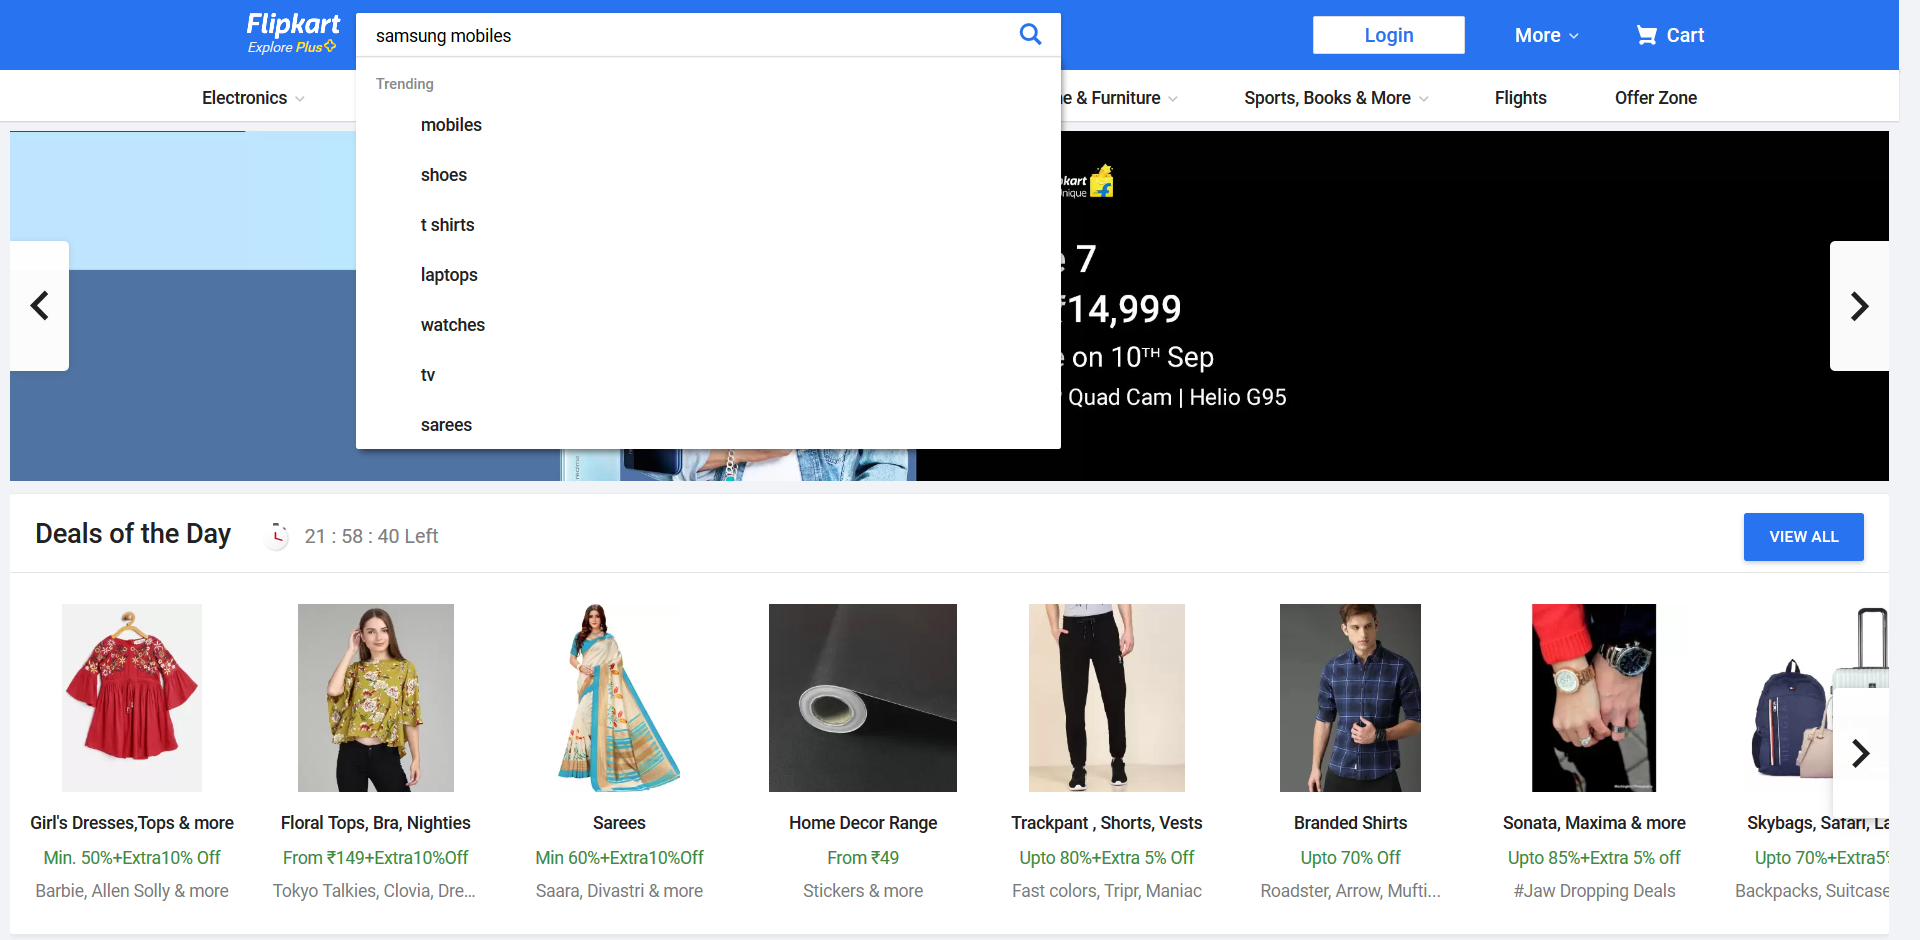 Flipkart
Explore Plus
samsung mobiles
Login
More
Cart
Electronics
Trending
& Furniture
Sports, Books & More
Flights
Offer Zone
mobiles
shoes
t shirts
laptops
watches
tv
sarees
7
₹14,999
on 10TH Sep
Quad Cam | Helio G95
Deals of the Day
21 : 58 : 40 Left
VIEW ALL
Girl's Dresses,Tops & more
Min. 50%+Extra10% Off
Barbie, Allen Solly & more
Floral Tops, Bra, Nighties
From ₹149+Extra10%Off
Tokyo Talkies, Clovia, Dre...
Sarees
Min 60%+Extra10%Off
Saara, Divastri & more
Home Decor Range
From ₹49
Stickers & more
Trackpant , Shorts, Vests
Upto 80%+Extra 5% Off
Fast colors, Tripr, Maniac
Branded Shirts
Upto 70% Off
Roadster, Arrow, Mufti...
Sonata, Maxima & more
Upto 85%+Extra 5% off
#Jaw Dropping Deals
Skybags, Safari, La
Upto 70%+Extra5%
Backpacks, Suitcase